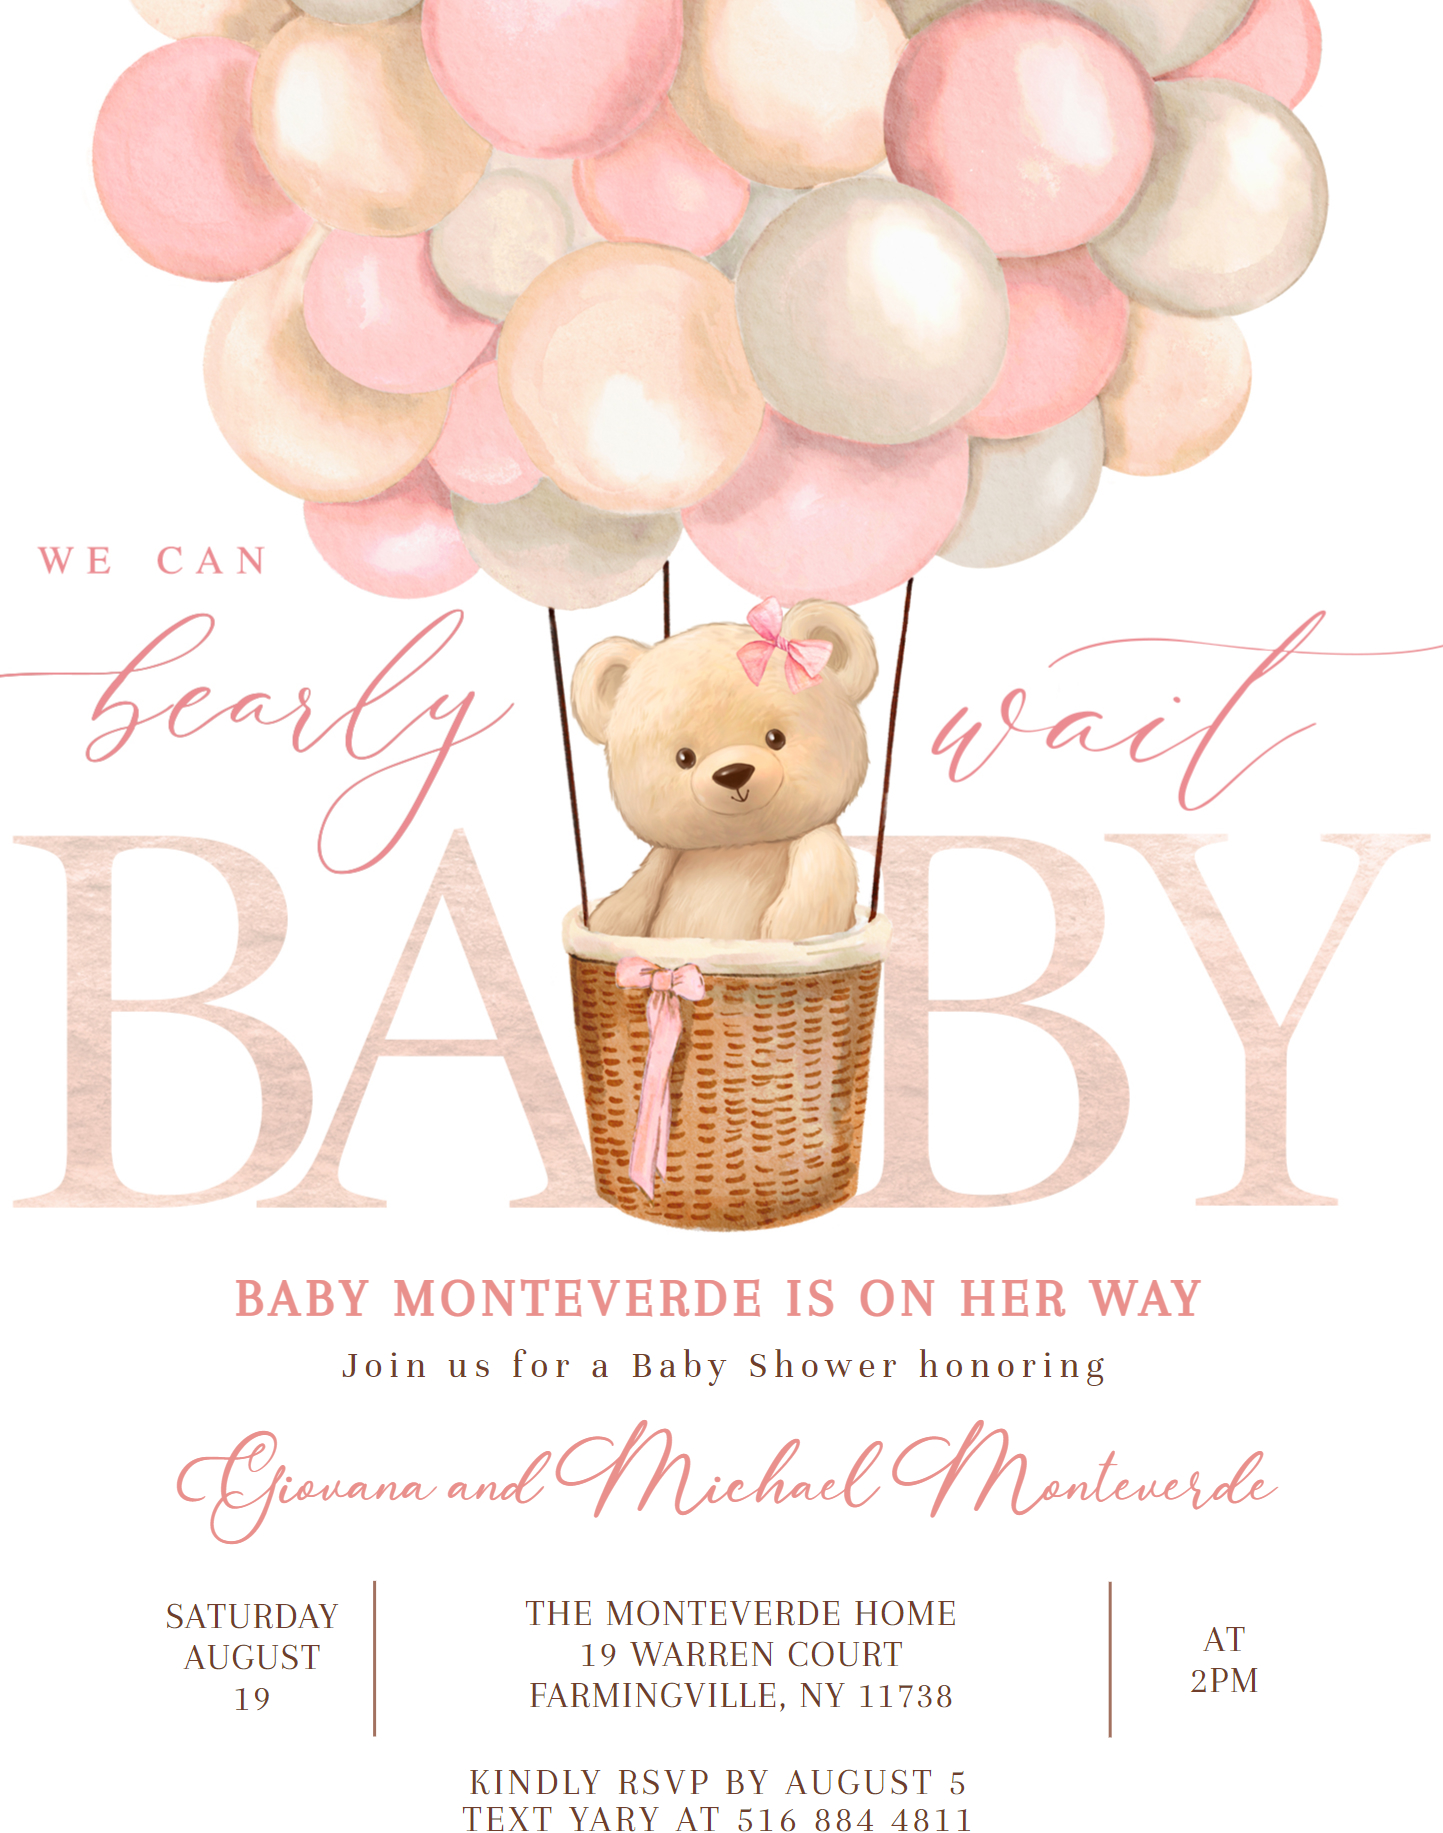 WE CAN
bearly wait
BABY
BABY MONTEVERDE IS ON HER WAY
Join us for a Baby Shower honoring
Giovana and Michael Monteverde
SATURDAY
AUGUST
19
THE MONTEVERDE HOME
19 WARREN COURT
FARMINGVILLE, NY 11738
AT
2PM
KINDLY RSVP BY AUGUST 5
TEXT YARY AT 516 884 4811